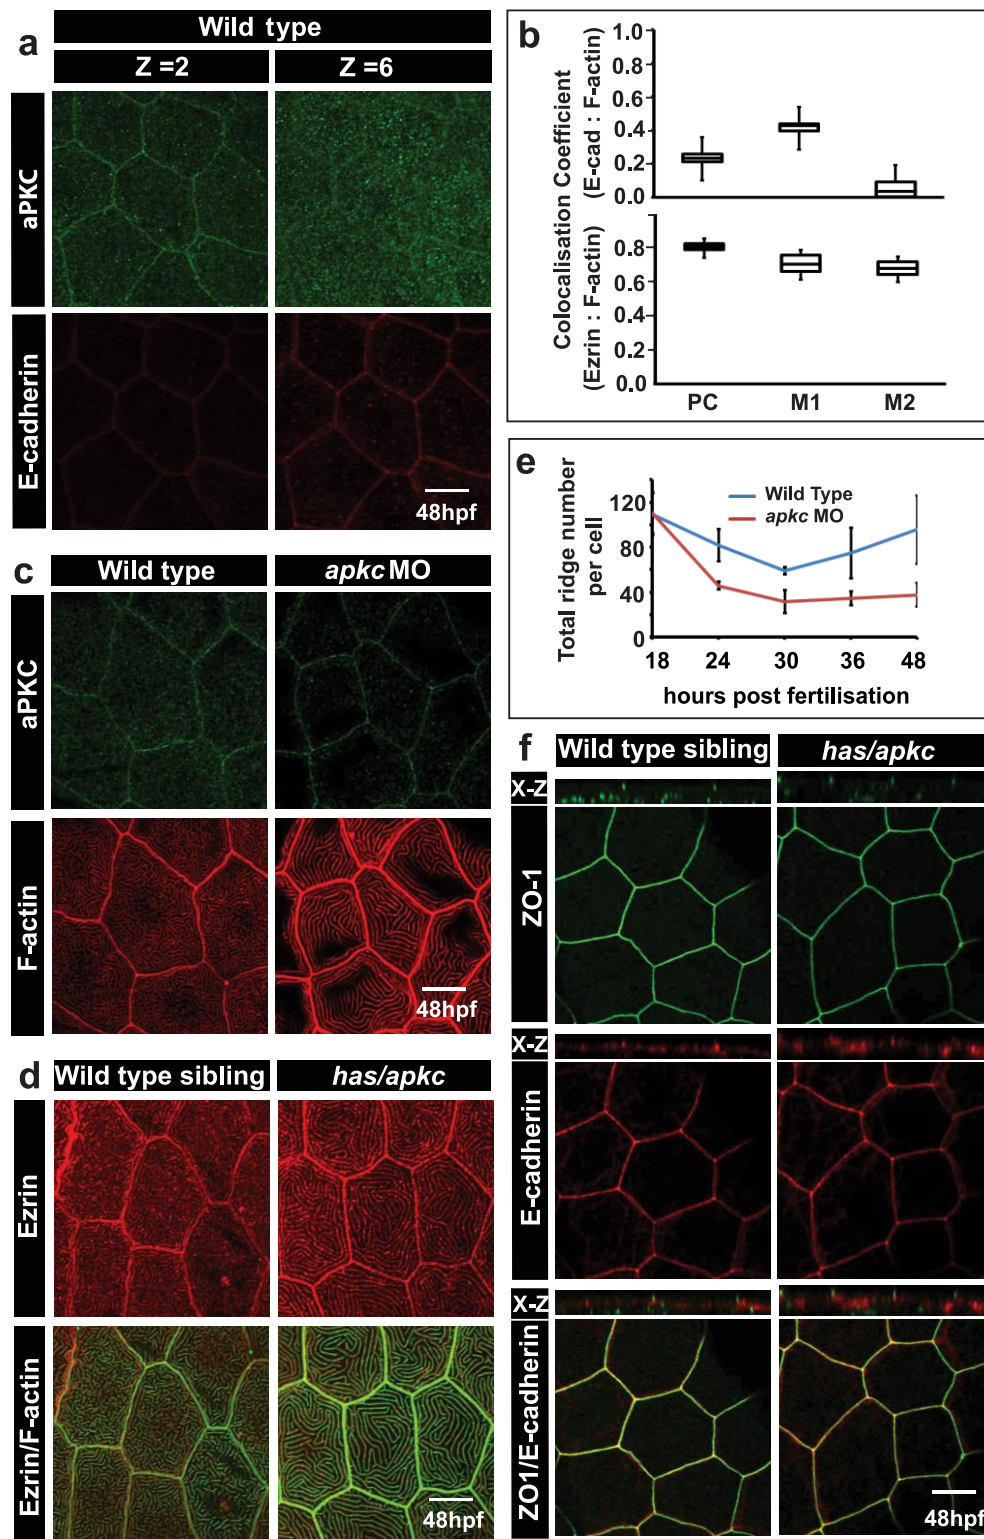 a
Wild type
Z =2
Z =6
aPKC
E-cadherin
48hpf
b
Colocalisation Coefficient
(E-cad : F-actin)
(Ezrin : F-actin)
1.0
0.8
0.6
0.4
0.2
0.0
0.8
0.6
0.4
0.2
0.0
PC
M1
M2
c
Wild type
apkc MO
aPKC
F-actin
48hpf
d
Wild type sibling
has/apkc
Ezrin
Ezrin/F-actin
48hpf
e
Total ridge number
per cell
120
80
40
0
Wild Type
apkc MO
18
24
30
36
48
hours post fertilisation
f
Wild type sibling
has/apkc
X-Z
ZO-1
X-Z
E-cadherin
X-Z
ZO1/E-cadherin
48hpf